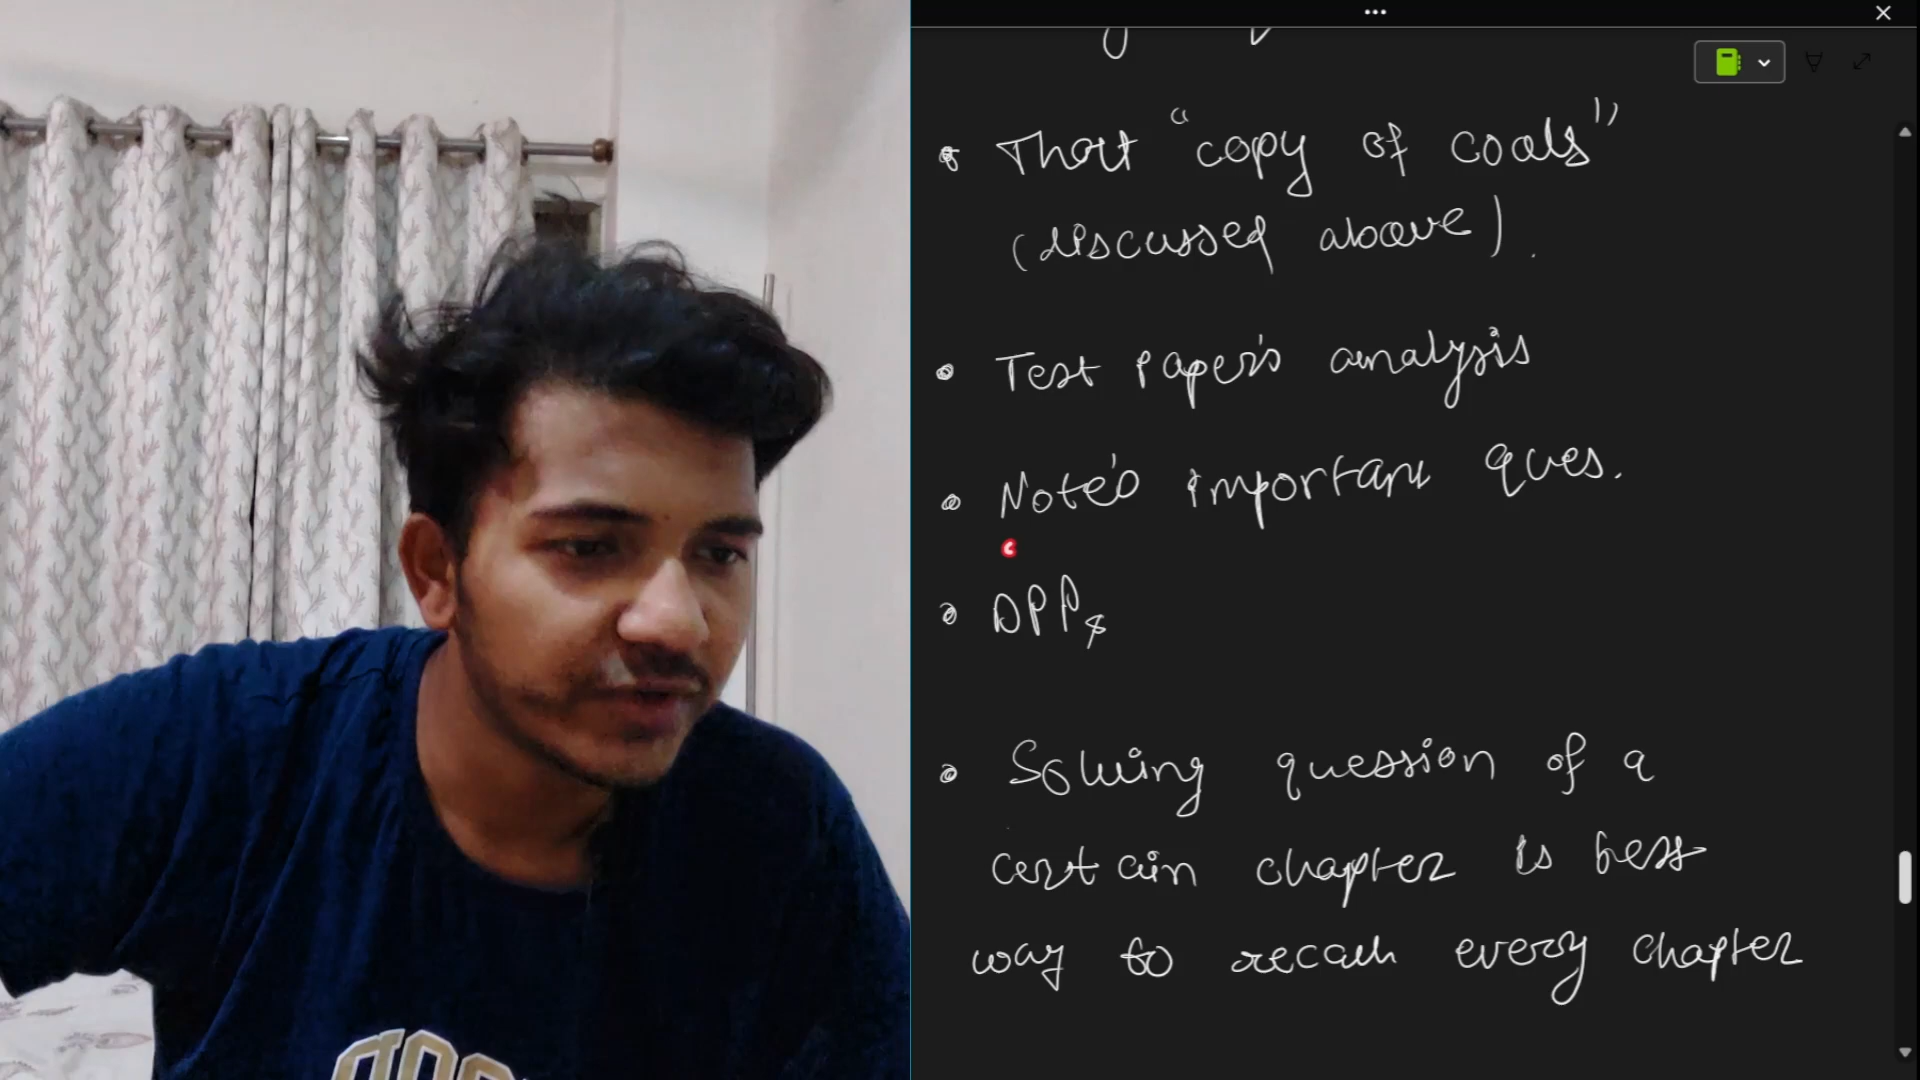 • That "copy of coals"
(discussed above).
• Test Paper's analysis
• Note's important ques.
• DPPs
• Solving quession of a
certain chapter is best
way to recall every chapter